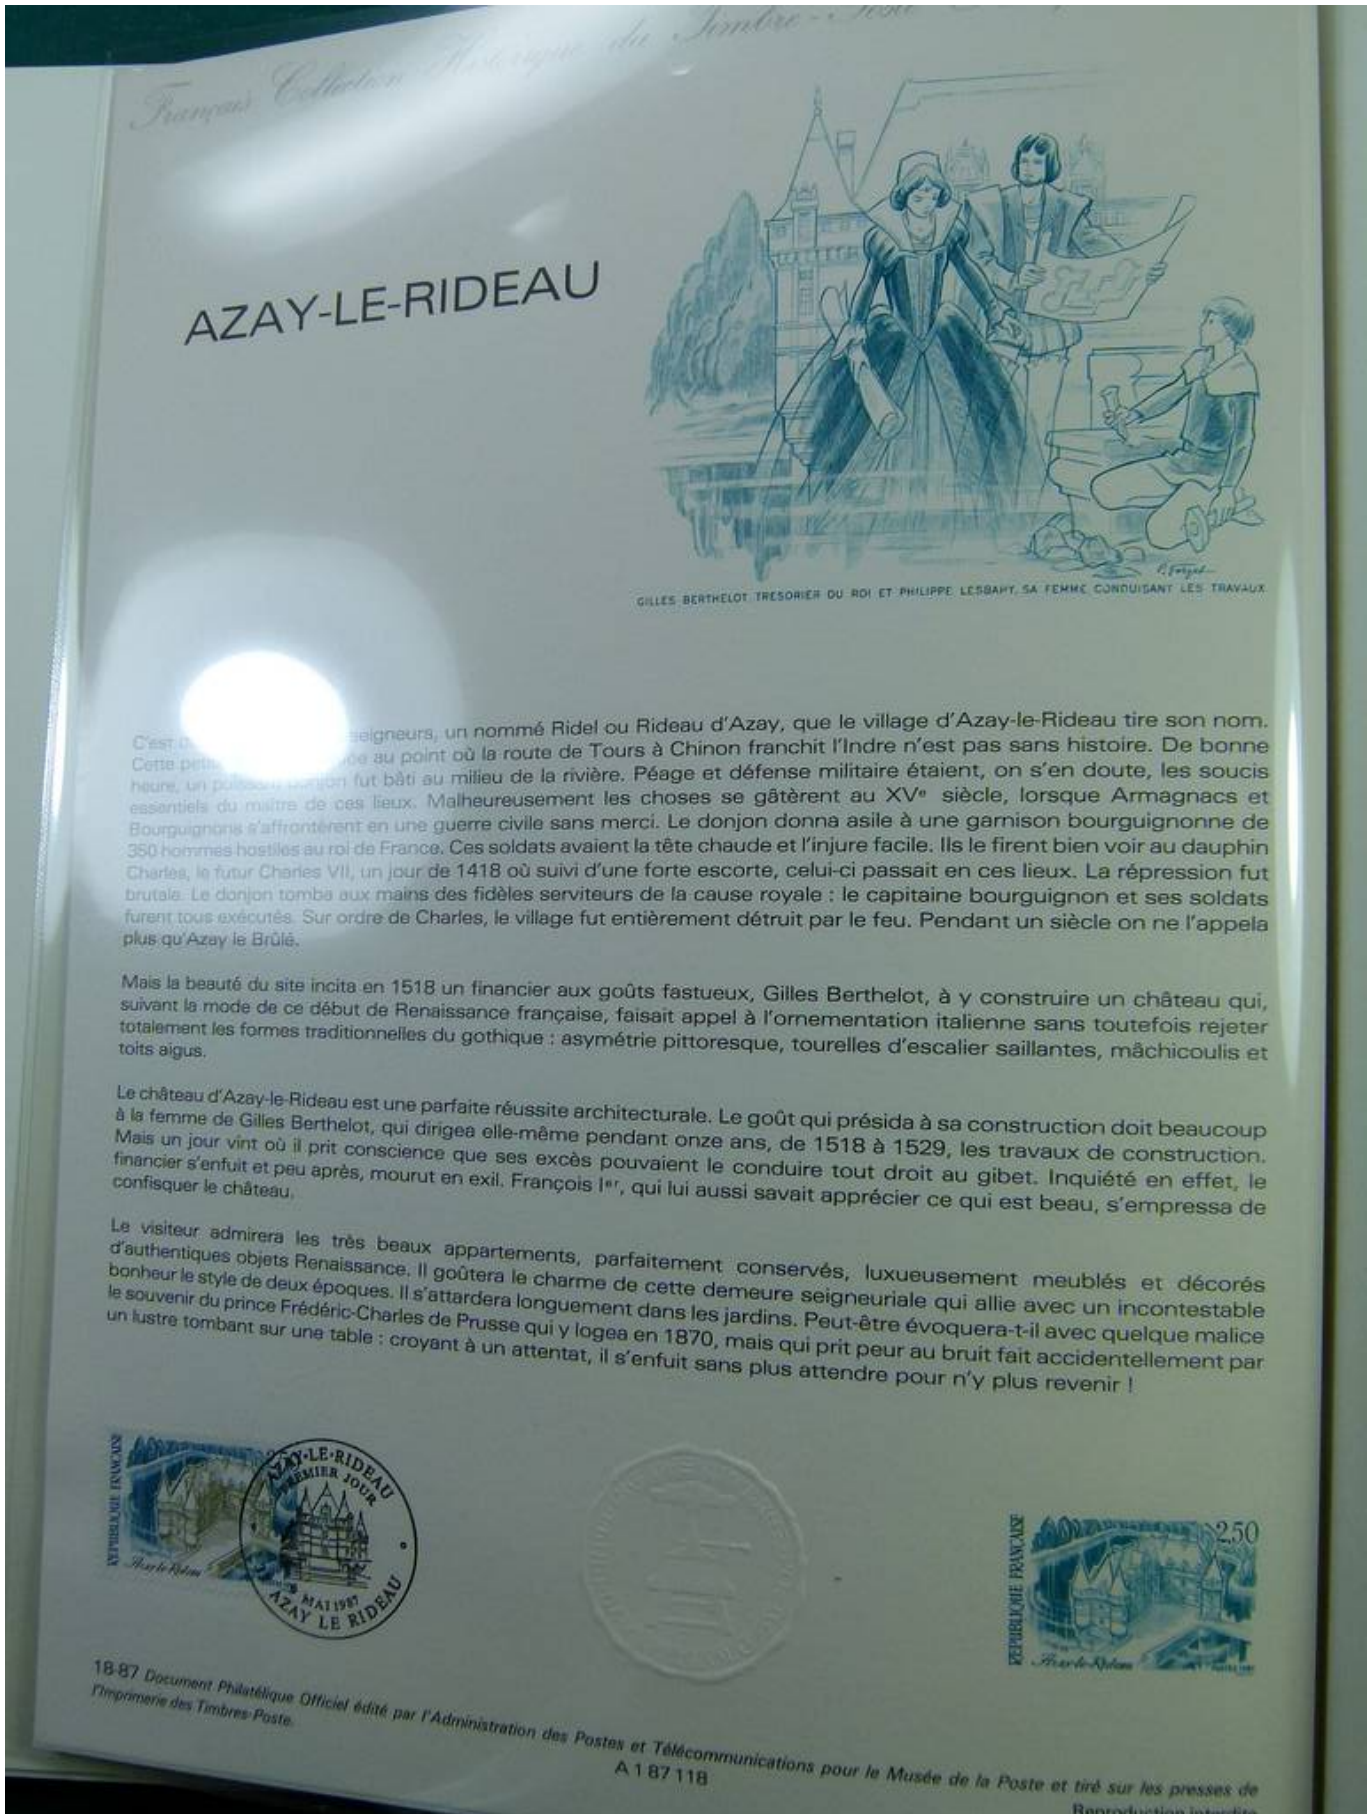 Français Collection Historique du Timbre-Poste
AZAY-LE-RIDEAU
GILLES BERTHELOT TRESORIER DU ROI ET PHILIPPE LESBAHY, SA FEMME CONDUISANT LES TRAVAUX
C'est seigneurs, un nommé Ridel ou Rideau d'Azay, que le village d'Azay-le-Rideau tire son nom.
Cette au point où la route de Tours à Chinon franchit l'Indre n'est pas sans histoire. De bonne
heure, un puissant donjon fut bâti au milieu de la rivière. Péage et défense militaire étaient, on s'en doute, les soucis
essentiels du maître de ces lieux. Malheureusement les choses se gâtèrent au XVe siècle, lorsque Armagnacs et
Bourguignons s'affrontèrent en une guerre civile sans merci. Le donjon donna asile à une garnison bourguignonne de
350 hommes hostiles au roi de France. Ces soldats avaient la tête chaude et l'injure facile. Ils le firent bien voir au dauphin
Charles, le futur Charles VII, un jour de 1418 où suivi d'une forte escorte, celui-ci passait en ces lieux. La répression fut
brutale. Le donjon tomba aux mains des fidèles serviteurs de la cause royale : le capitaine bourguignon et ses soldats
furent tous exécutés. Sur ordre de Charles, le village fut entièrement détruit par le feu. Pendant un siècle on ne l'appela
plus qu'Azay le Brûlé.
Mais la beauté du site incita en 1518 un financier aux goûts fastueux, Gilles Berthelot, à y construire un château qui,
suivant la mode de ce début de Renaissance française, faisait appel à l'ornementation italienne sans toutefois rejeter
totalement les formes traditionnelles du gothique : asymétrie pittoresque, tourelles d'escalier saillantes, mâchicoulis et
toits aigus.
Le château d'Azay-le-Rideau est une parfaite réussite architecturale. Le goût qui présida à sa construction doit beaucoup
à la femme de Gilles Berthelot, qui dirigea elle-même pendant onze ans, de 1518 à 1529, les travaux de construction.
Mais un jour vint où il prit conscience que ses excès pouvaient le conduire tout droit au gibet. Inquiété en effet, le
financier s'enfuit et peu après, mourut en exil. François Ier, qui lui aussi savait apprécier ce qui est beau, s'empressa de
confisquer le château.
Le visiteur admirera les très beaux appartements, parfaitement conservés, luxueusement meublés et décorés
d'authentiques objets Renaissance. Il goûtera le charme de cette demeure seigneuriale qui allie avec un incontestable
bonheur le style de deux époques. Il s'attardera longuement dans les jardins. Peut-être évoquera-t-il avec quelque malice
le souvenir du prince Frédéric-Charles de Prusse qui y logea en 1870, mais qui prit peur au bruit fait accidentellement par
un lustre tombant sur une table : croyant à un attentat, il s'enfuit sans plus attendre pour n'y plus revenir !
REPUBLIQUE FRANÇAISE
Azay-le-Rideau
AZAY-LE-RIDEAU
PREMIER JOUR
MAI 1987
AZAY LE RIDEAU
REPUBLIQUE FRANÇAISE
2,50
Azay-le-Rideau
18-87 Document Philatélique Officiel édité par l'Administration des Postes et Télécommunications pour le Musée de la Poste et tiré sur les presses de
l'Imprimerie des Timbres-Poste.
A 1 87 118
Reproduction interdite